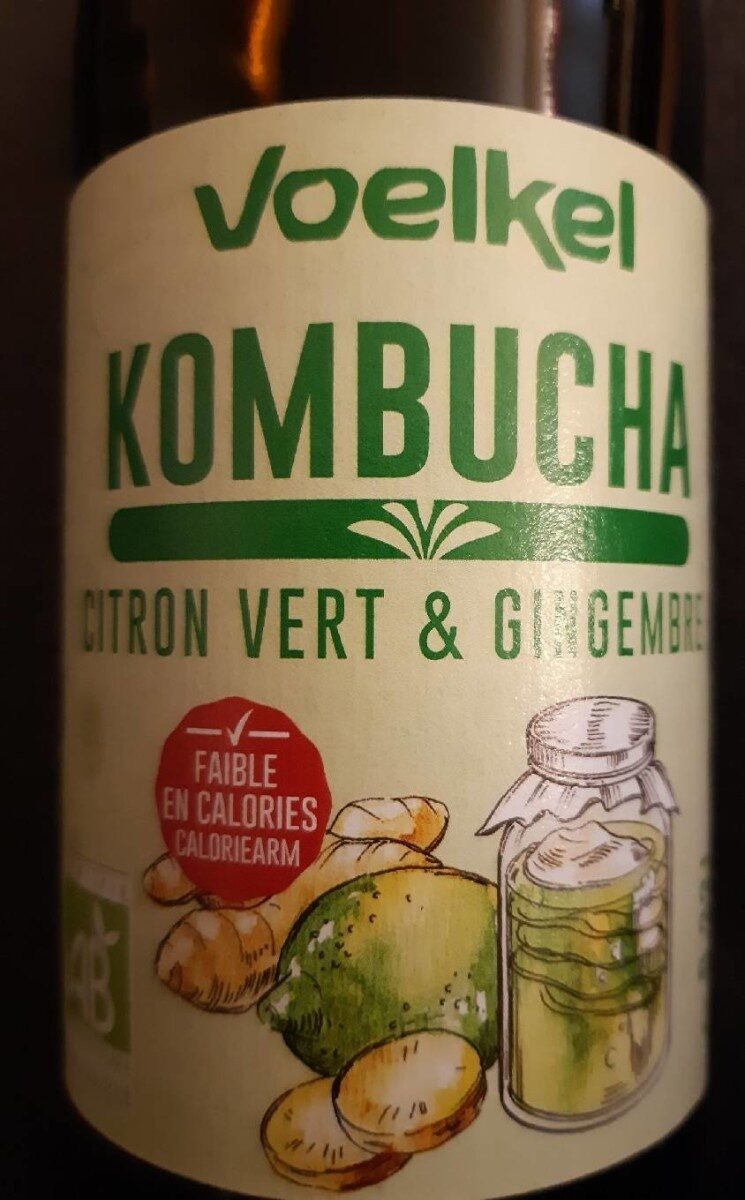 Voelkel
KOMBUCHA
CITRON VERT & GINGEMBRE
FAIBLE
EN CALORIES
CALORIEARM
AB